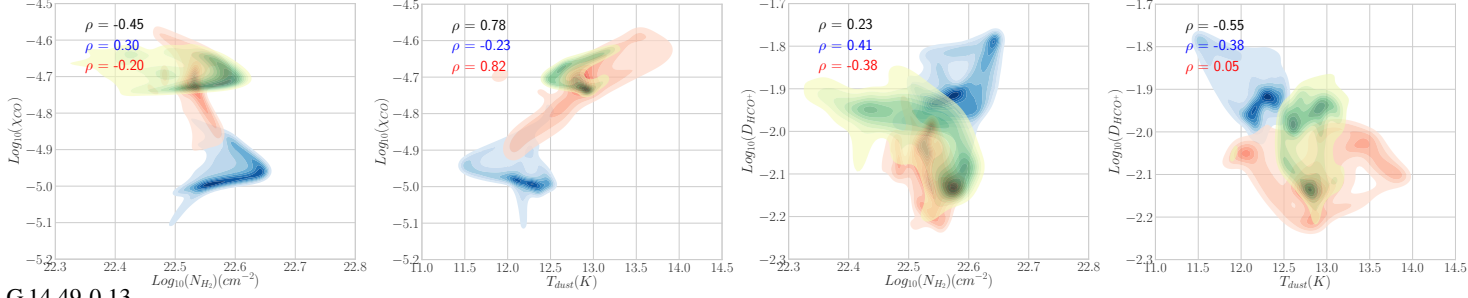 −4.5
−4.6
−4.7
−4.8
−4.9
−5.0
−5.1
−5.2
Log10(χCO)
ρ = -0.45
ρ = 0.30
ρ = -0.20
22.3 22.4 22.5 22.6 22.7 22.8
Log10(NH2)(cm−2)
−4.5
−4.6
−4.7
−4.8
−4.9
−5.0
−5.1
−5.2
Log10(χCO)
ρ = 0.78
ρ = -0.23
ρ = 0.82
11.0 11.5 12.0 12.5 13.0 13.5 14.0 14.5
Tdust(K)
−1.7
−1.8
−1.9
−2.0
−2.1
−2.2
−2.3
Log10(DHCO+)
ρ = 0.23
ρ = 0.41
ρ = -0.38
22.3 22.4 22.5 22.6 22.7 22.8
Log10(NH2)(cm−2)
−1.7
−1.8
−1.9
−2.0
−2.1
−2.2
−2.3
Log10(DHCO+)
ρ = -0.55
ρ = -0.38
ρ = 0.05
11.0 11.5 12.0 12.5 13.0 13.5 14.0 14.5
Tdust(K)
G14.49-0.13